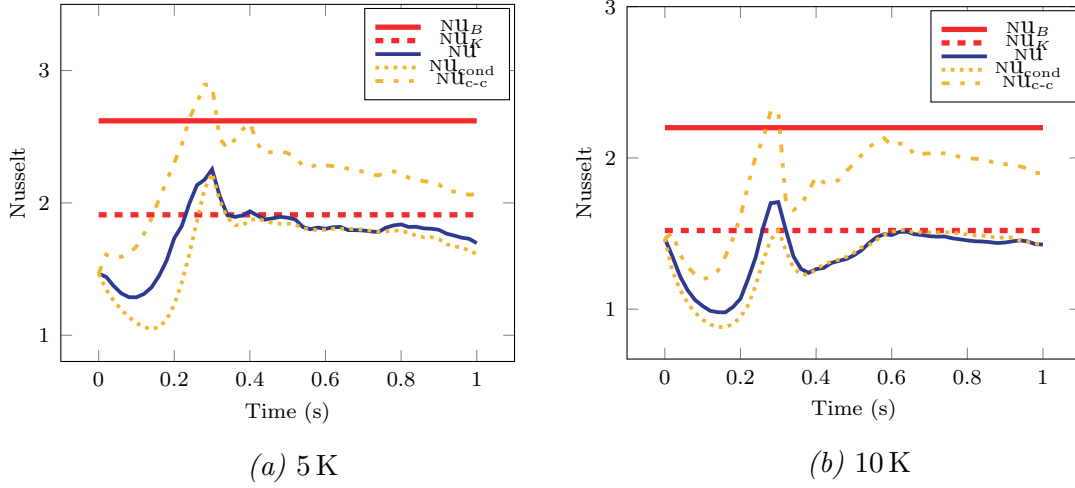 3
2
1
Nusselt
0
0.2
0.4
0.6
0.8
1
Time (s)
NU_B
NU_K
NU
NU_cond
NU_c-c
(a) 5 K
3
2
1
Nusselt
0
0.2
0.4
0.6
0.8
1
Time (s)
NU_B
NU_K
NU
NU_cond
NU_c-c
(b) 10 K